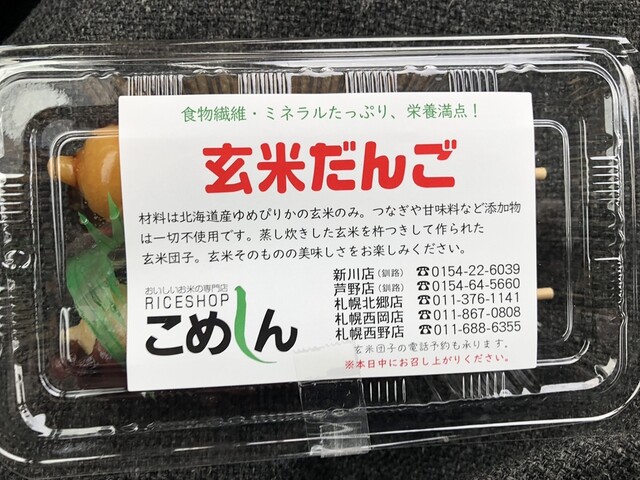 食物繊維・ミネラルたっぷり、栄養満点！
玄米だんご
材料は北海道産ゆめぴりかの玄米のみ。つなぎや甘味料など添加物
は一切不使用です。蒸し炊きした玄米を杵つきして作られた
玄米団子。玄米そのものの美味しさをお楽しみください。
おいしいお米の専門店
RICESHOP
こめしん
新川店(釧路) ☎0154-22-6039
芦野店(釧路) ☎0154-64-5660
札幌北郷店 ☎011-376-1141
札幌西岡店 ☎011-867-0808
札幌西野店 ☎011-688-6355
玄米団子の電話予約も承ります。
※本日中にお召し上がりください。